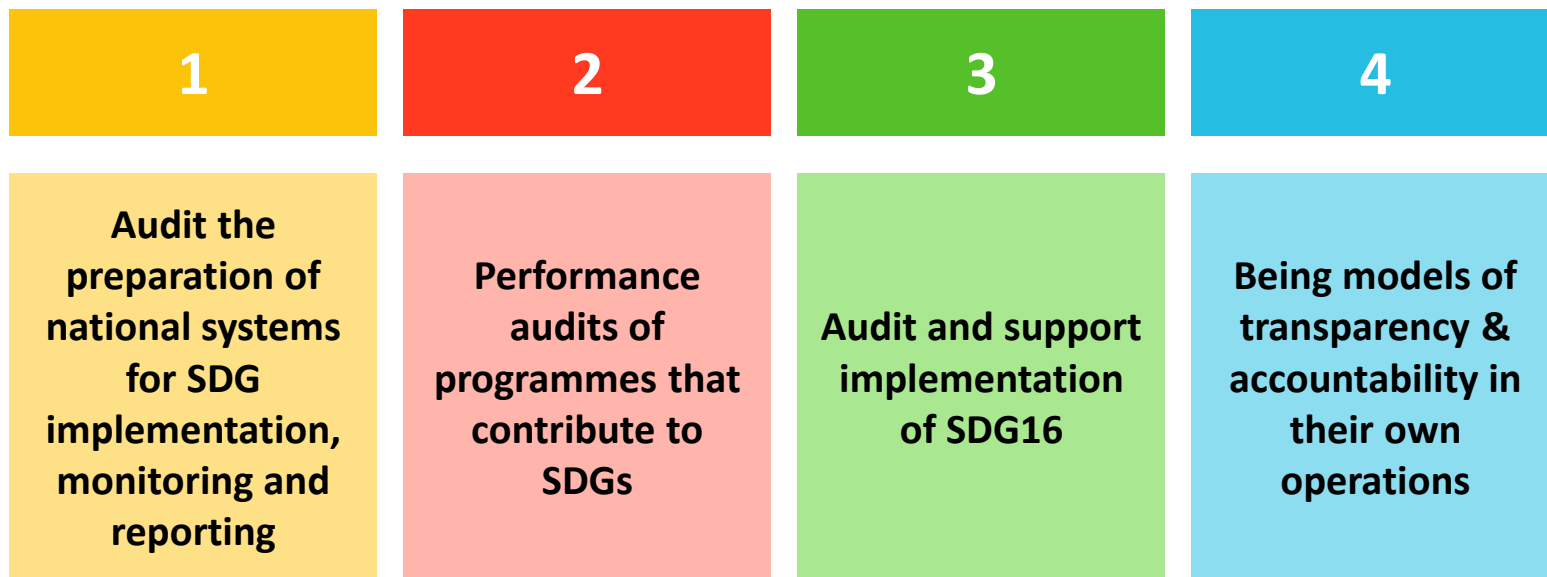 1
Audit the
preparation of
national systems
for SDG
implementation,
monitoring and
reporting
2
Performance
audits of
programmes that
contribute to
SDGs
3
Audit and support
implementation
of SDG16
4
Being models of
transparency &
accountability in
their own
operations